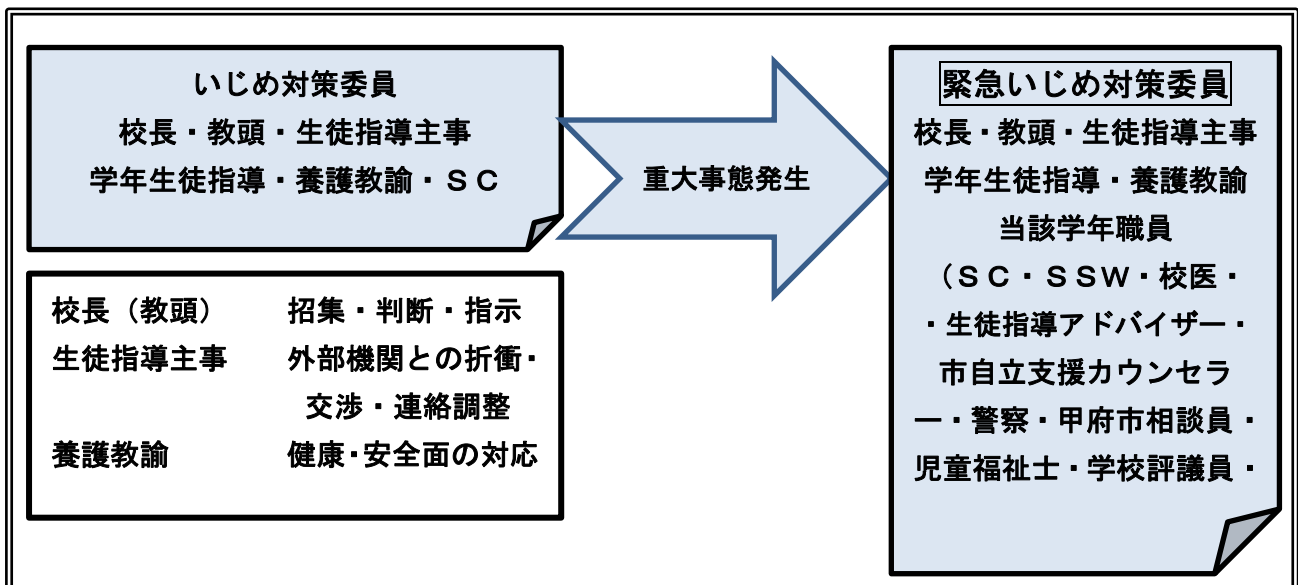 いじめ対策委員
校長・教頭・生徒指導主事
学年生徒指導・養護教諭・ＳＣ
校長（教頭）　招集・判断・指示
生徒指導主事　外部機関との折衝・
交渉・連絡調整
養護教諭　健康・安全面の対応
重大事態発生
緊急いじめ対策委員
校長・教頭・生徒指導主事
学年生徒指導・養護教諭
当該学年職員
（ＳＣ・ＳＳＷ・校医・
・生徒指導アドバイザー・
市自立支援カウンセラ
ー・警察・甲府市相談員・
児童福祉士・学校評議員・